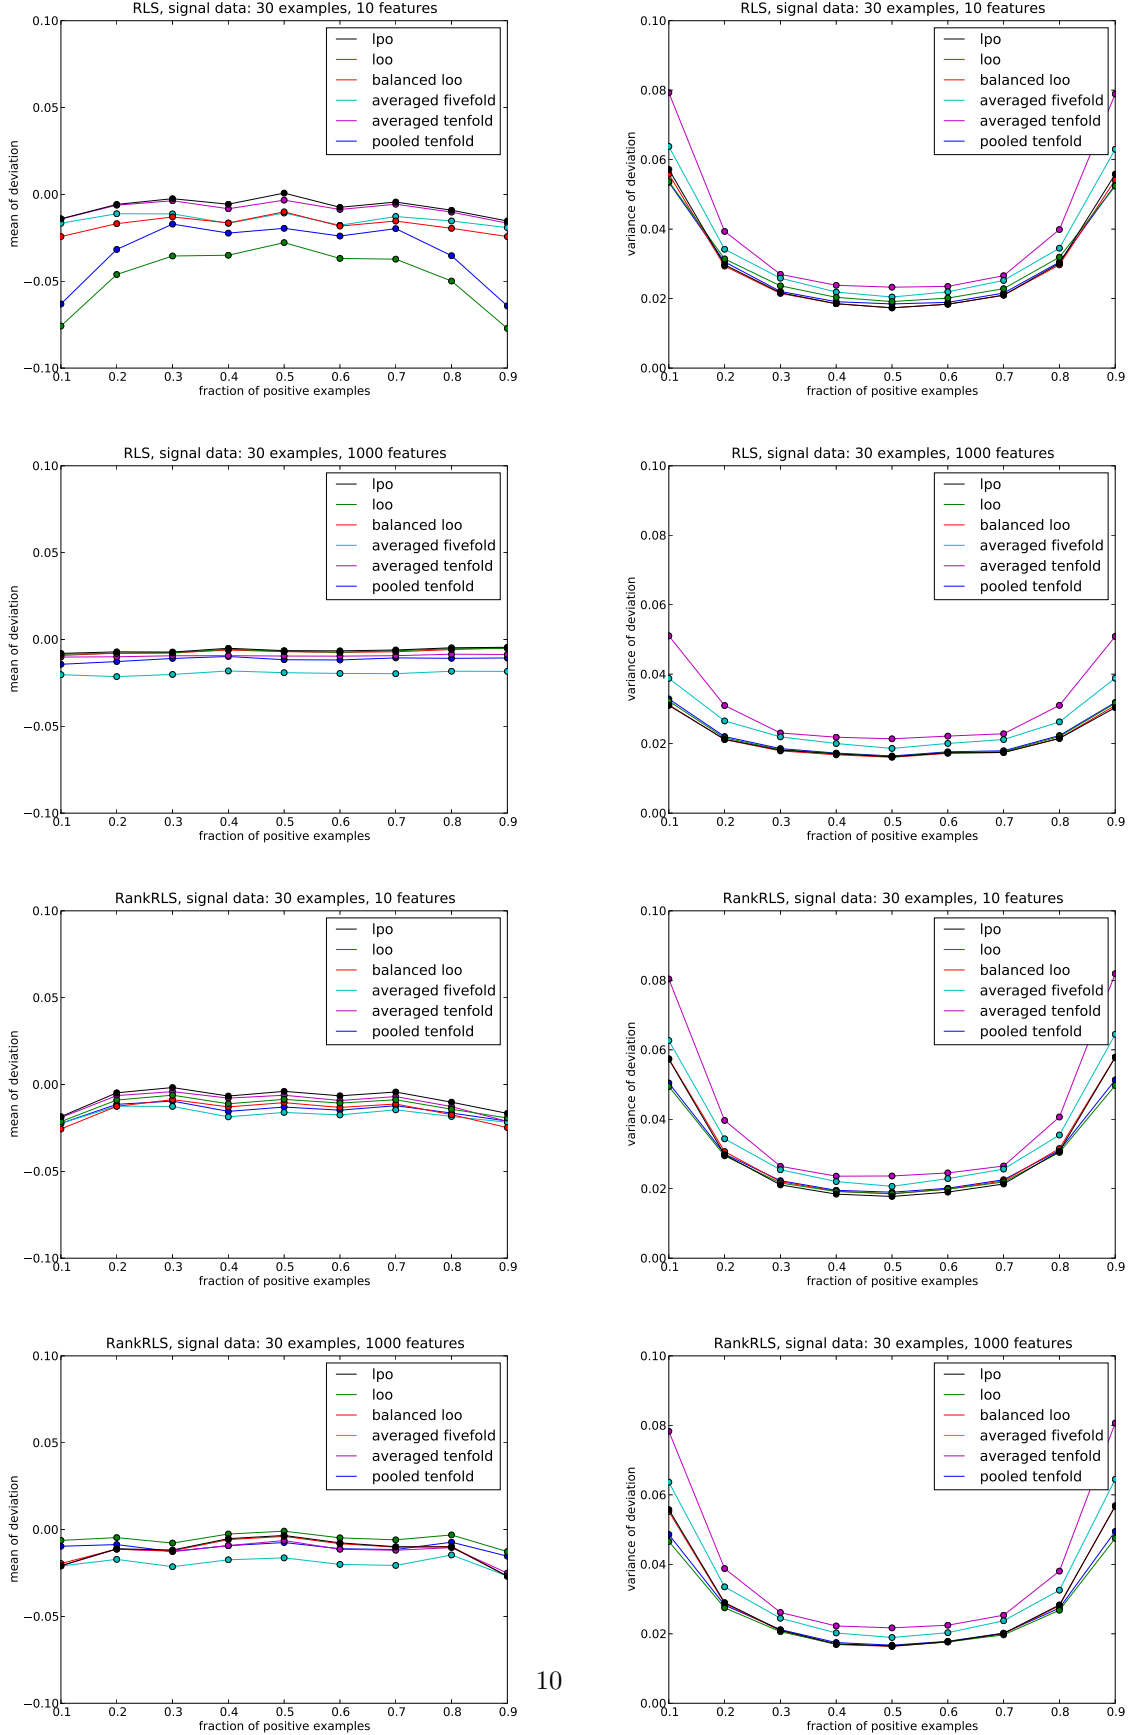 RLS, signal data: 30 examples, 10 features
0.10
0.05
0.00
−0.05
−0.10
mean of deviation
lpo
loo
balanced loo
averaged fivefold
averaged tenfold
pooled tenfold
0.1 0.2 0.3 0.4 0.5 0.6 0.7 0.8 0.9
fraction of positive examples
RLS, signal data: 30 examples, 10 features
0.10
0.08
0.06
0.04
0.02
0.00
variance of deviation
lpo
loo
balanced loo
averaged fivefold
averaged tenfold
pooled tenfold
0.1 0.2 0.3 0.4 0.5 0.6 0.7 0.8 0.9
fraction of positive examples
RLS, signal data: 30 examples, 1000 features
0.10
0.05
0.00
−0.05
−0.10
mean of deviation
lpo
loo
balanced loo
averaged fivefold
averaged tenfold
pooled tenfold
0.1 0.2 0.3 0.4 0.5 0.6 0.7 0.8 0.9
fraction of positive examples
RLS, signal data: 30 examples, 1000 features
0.10
0.08
0.06
0.04
0.02
0.00
variance of deviation
lpo
loo
balanced loo
averaged fivefold
averaged tenfold
pooled tenfold
0.1 0.2 0.3 0.4 0.5 0.6 0.7 0.8 0.9
fraction of positive examples
RankRLS, signal data: 30 examples, 10 features
0.10
0.05
0.00
−0.05
−0.10
mean of deviation
lpo
loo
balanced loo
averaged fivefold
averaged tenfold
pooled tenfold
0.1 0.2 0.3 0.4 0.5 0.6 0.7 0.8 0.9
fraction of positive examples
RankRLS, signal data: 30 examples, 10 features
0.10
0.08
0.06
0.04
0.02
0.00
variance of deviation
lpo
loo
balanced loo
averaged fivefold
averaged tenfold
pooled tenfold
0.1 0.2 0.3 0.4 0.5 0.6 0.7 0.8 0.9
fraction of positive examples
RankRLS, signal data: 30 examples, 1000 features
0.10
0.05
0.00
−0.05
−0.10
mean of deviation
lpo
loo
balanced loo
averaged fivefold
averaged tenfold
pooled tenfold
0.1 0.2 0.3 0.4 0.5 0.6 0.7 0.8 0.9
fraction of positive examples
RankRLS, signal data: 30 examples, 1000 features
0.10
0.08
0.06
0.04
0.02
0.00
variance of deviation
lpo
loo
balanced loo
averaged fivefold
averaged tenfold
pooled tenfold
0.1 0.2 0.3 0.4 0.5 0.6 0.7 0.8 0.9
fraction of positive examples
10